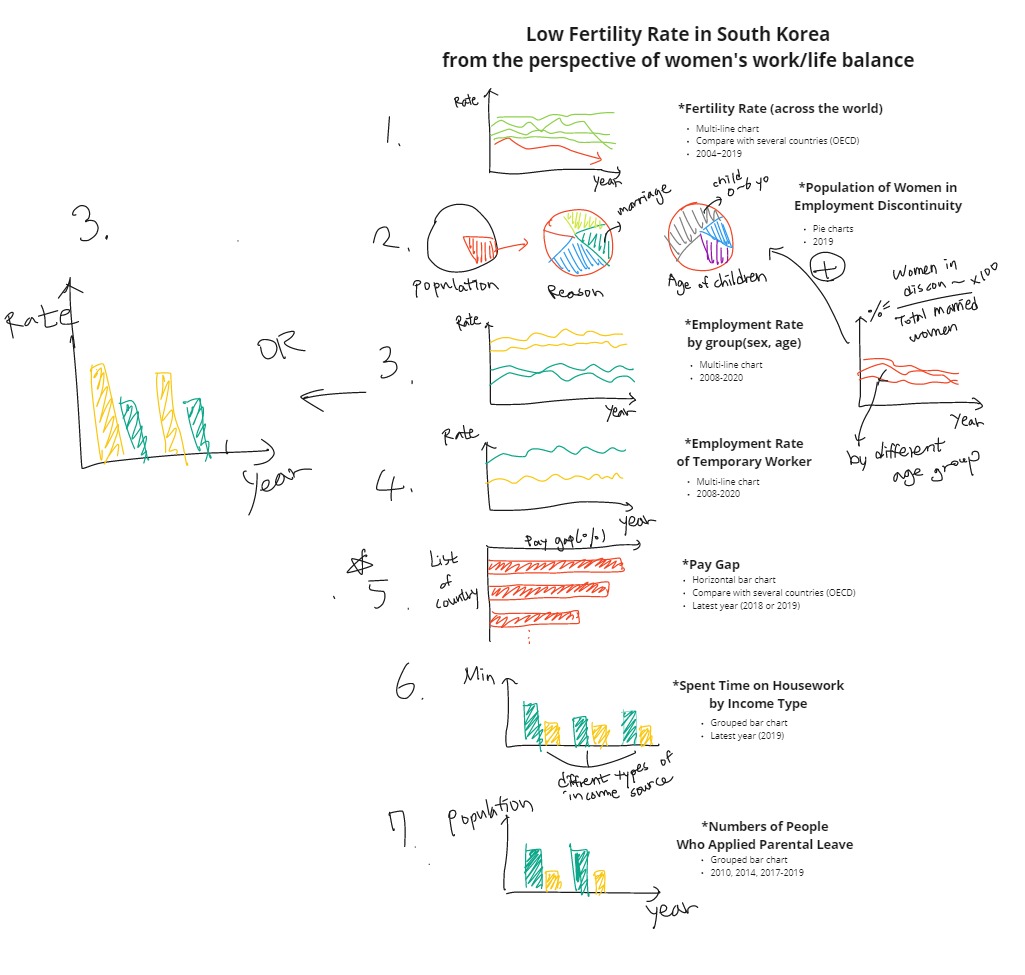 Low Fertility Rate in South Korea
from the perspective of women's work/life balance
1.
Rate
Year
*Fertility Rate (across the world)
• Multi-line chart
• Compare with several countries (OECD)
• 2004~2019
2.
Population
marriage
Reason
child
0~6 yo
Age of children
*Population of Women in
Employment Discontinuity
• Pie charts
• 2019
+
%=
Women in
discon ~
x100
Total married
women
Year
by different
age group
3.
Rate
Year
OR
3.
Rate
Year
*Employment Rate
by group(sex, age)
• Multi-line chart
• 2008-2020
4.
Rate
Year
*Employment Rate
of Temporary Worker
• Multi-line chart
• 2008-2020
5.
List
of
country
Pay gap(%)
*Pay Gap
• Horizontal bar chart
• Compare with several countries (OECD)
• Latest year (2018 or 2019)
6.
Min
diffrent types of
income source
*Spent Time on Housework
by Income Type
• Grouped bar chart
• Latest year (2019)
7.
Population
year
*Numbers of People
Who Applied Parental Leave
• Grouped bar chart
• 2010, 2014, 2017-2019